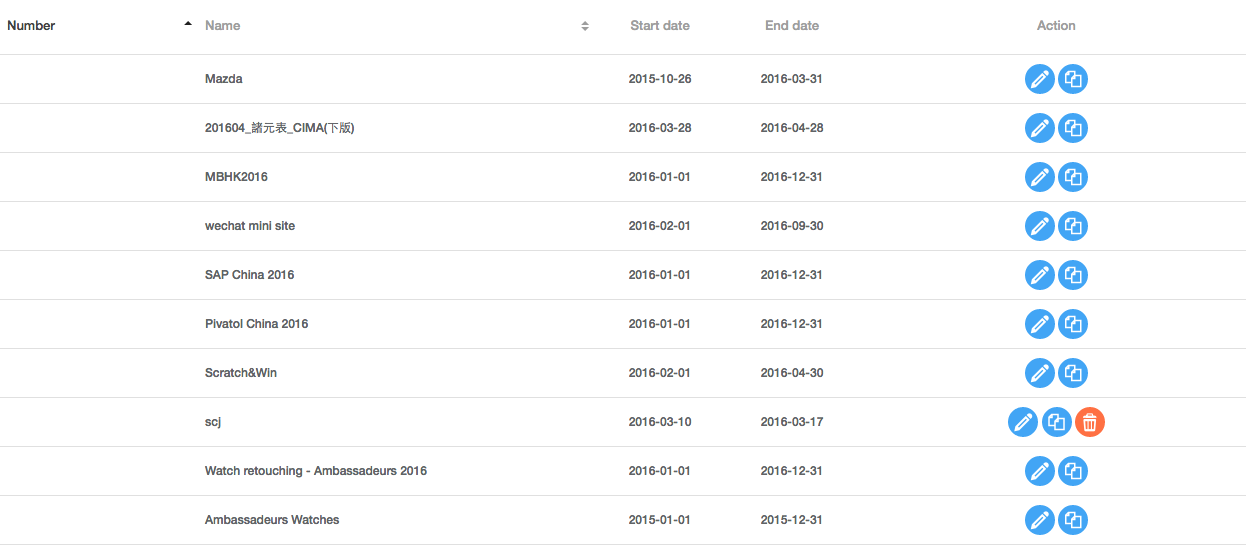 Number Name Start date End date Action
Mazda 2015-10-26 2016-03-31
201604_諸元表_CIMA(下版) 2016-03-28 2016-04-28
MBHK2016 2016-01-01 2016-12-31
wechat mini site 2016-02-01 2016-09-30
SAP China 2016 2016-01-01 2016-12-31
Pivatol China 2016 2016-01-01 2016-12-31
Scratch&Win 2016-02-01 2016-04-30
scj 2016-03-10 2016-03-17
Watch retouching - Ambassadeurs 2016 2016-01-01 2016-12-31
Ambassadeurs Watches 2015-01-01 2015-12-31